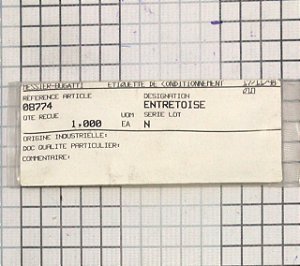 MESSIER-BUGATTI ETIQUETTE DE CONDITIONNEMENT
REFERENCE ARTICLE DESIGNATION
08774 ENTRETOISE
QTE RECUE UOM SERIE LOT
1,000 EA N
ORIGINE INDUSTRIELLE:
DOC QUALITE PARTICULIER:
COMMENTAIRE: